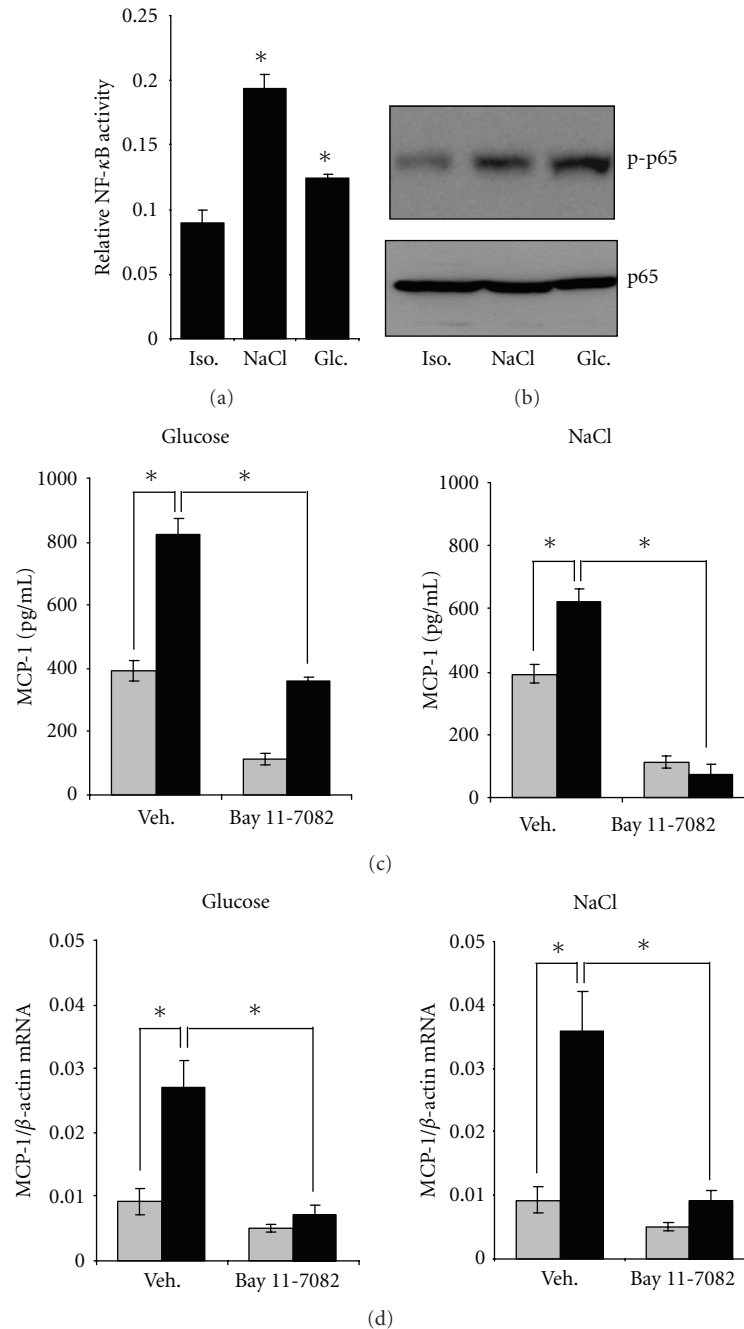 Relative NF-κB activity
0.25
0.2
0.15
0.1
0.05
0
*
*
Iso. NaCl Glc.
(a)
p-p65
p65
Iso. NaCl Glc.
(b)
Glucose
MCP-1 (pg/mL)
1000
800
600
400
200
0
* *
Veh. Bay 11-7082
NaCl
MCP-1 (pg/mL)
1000
800
600
400
200
0
* *
Veh. Bay 11-7082
(c)
Glucose
MCP-1/β-actin mRNA
0.05
0.04
0.03
0.02
0.01
0
* *
Veh. Bay 11-7082
NaCl
MCP-1/β-actin mRNA
0.05
0.04
0.03
0.02
0.01
0
* *
Veh. Bay 11-7082
(d)